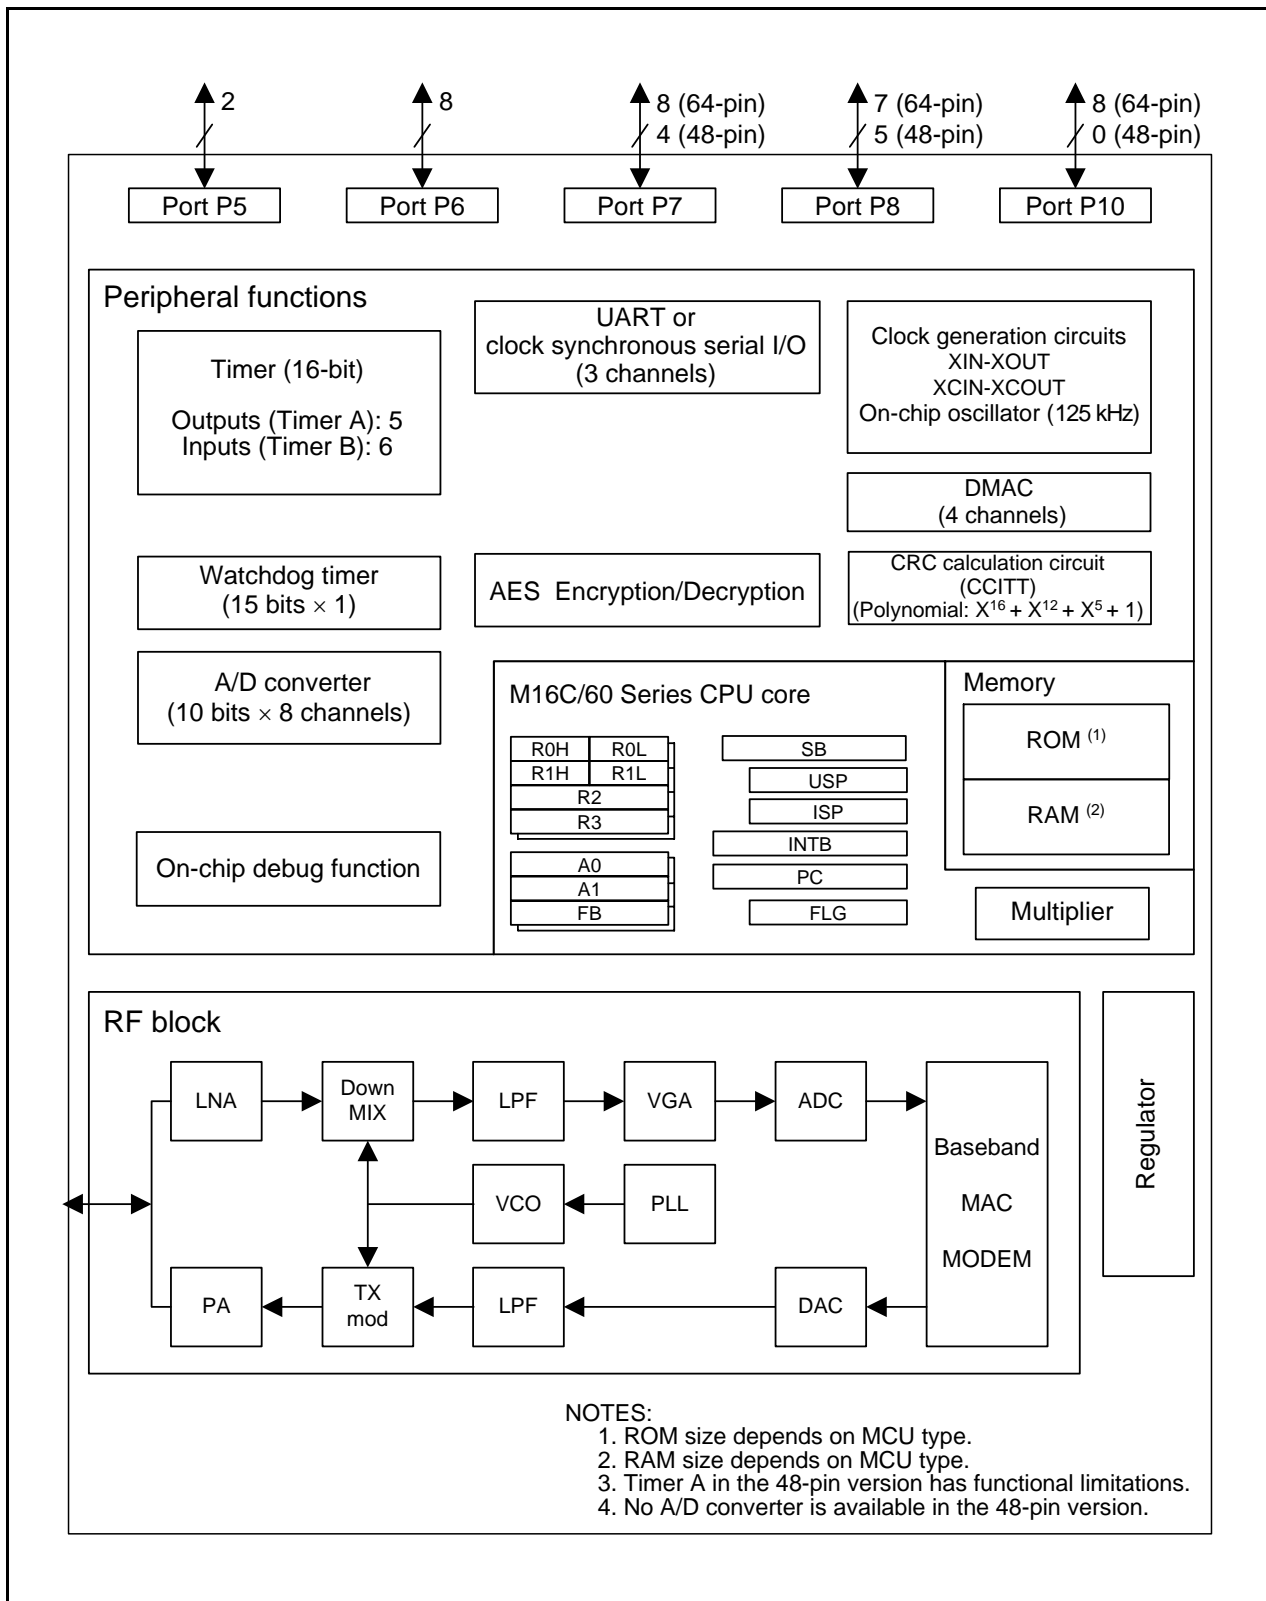 2
8
8 (64-pin)
4 (48-pin)
7 (64-pin)
5 (48-pin)
8 (64-pin)
0 (48-pin)
Port P5
Port P6
Port P7
Port P8
Port P10
Peripheral functions
Timer (16-bit)
Outputs (Timer A): 5
Inputs (Timer B): 6
UART or
clock synchronous serial I/O
(3 channels)
Clock generation circuits
XIN-XOUT
XCIN-XCOUT
On-chip oscillator (125 kHz)
DMAC
(4 channels)
Watchdog timer
(15 bits × 1)
AES Encryption/Decryption
CRC calculation circuit
(CCITT)
(Polynomial: X¹⁶ + X¹² + X⁵ + 1)
A/D converter
(10 bits × 8 channels)
On-chip debug function
M16C/60 Series CPU core
R0H
R0L
R1H
R1L
R2
R3
A0
A1
FB
SB
USP
ISP
INTB
PC
FLG
Memory
ROM (1)
RAM (2)
Multiplier
RF block
LNA
Down
MIX
LPF
VGA
ADC
VCO
PLL
Baseband
MAC
MODEM
PA
TX
mod
LPF
DAC
Regulator
NOTES:
1. ROM size depends on MCU type.
2. RAM size depends on MCU type.
3. Timer A in the 48-pin version has functional limitations.
4. No A/D converter is available in the 48-pin version.